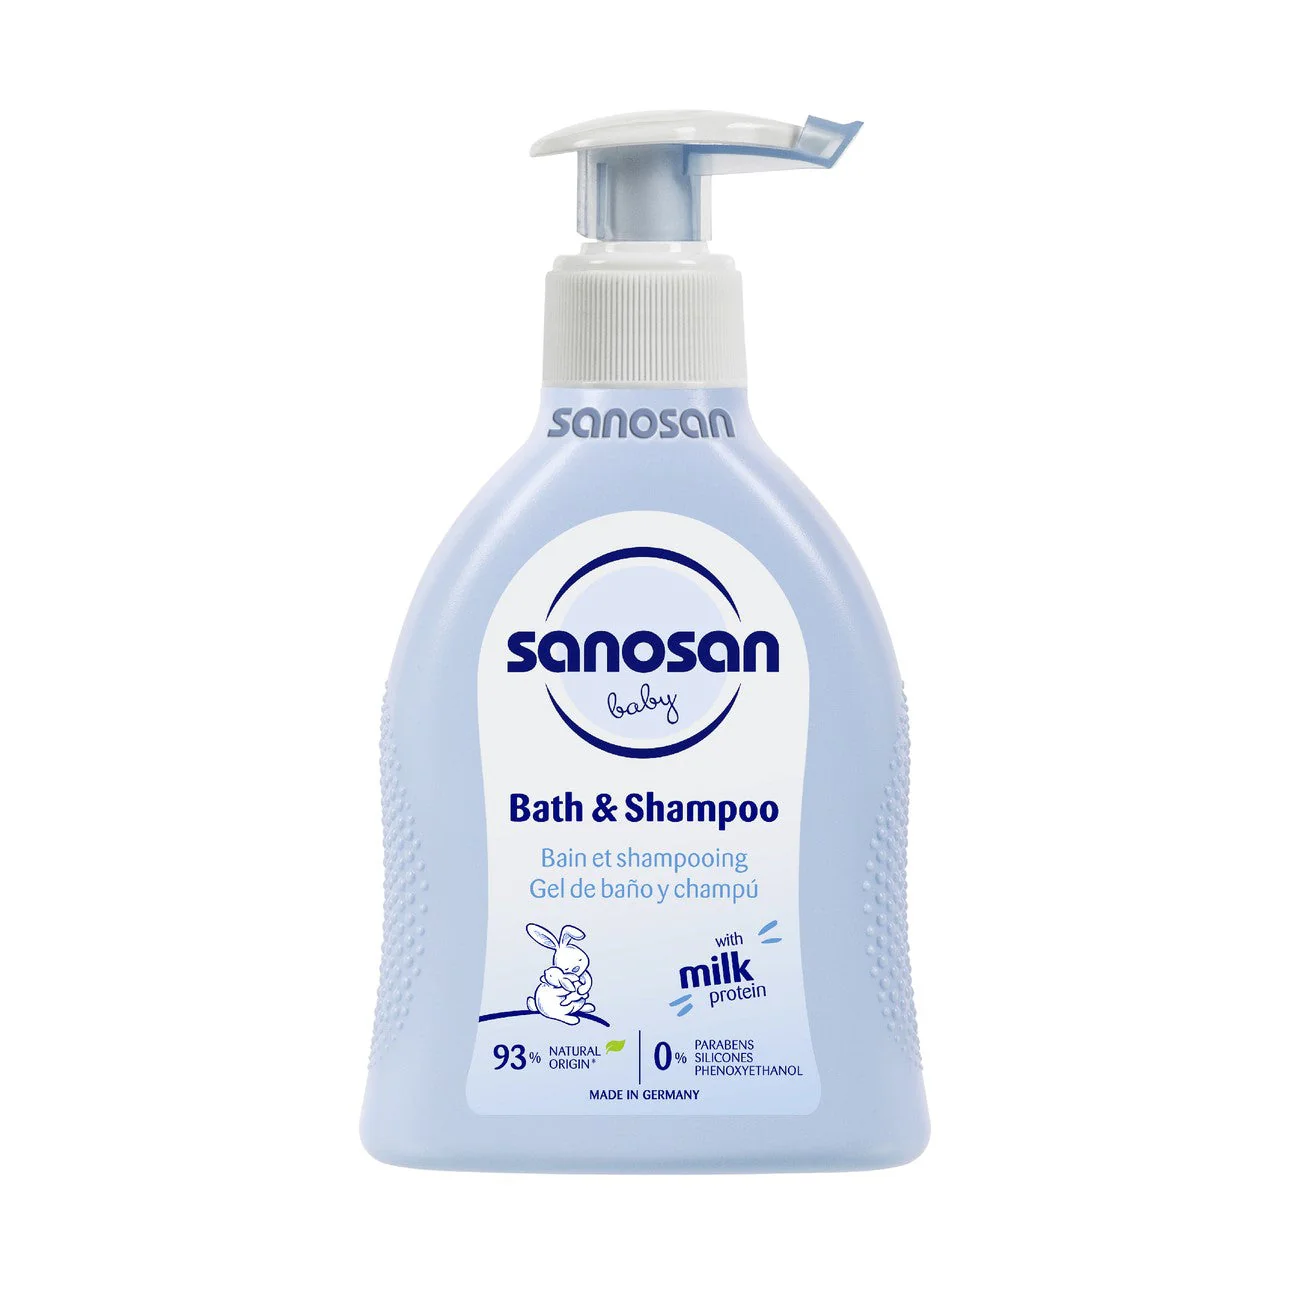 sanosan
sanosan
baby
Bath & Shampoo
Bain et shampooing
Gel de baño y champú
with
milk
protein
93% NATURAL
ORIGIN*
0% PARABENS
SILICONES
PHENOXYETHANOL
MADE IN GERMANY